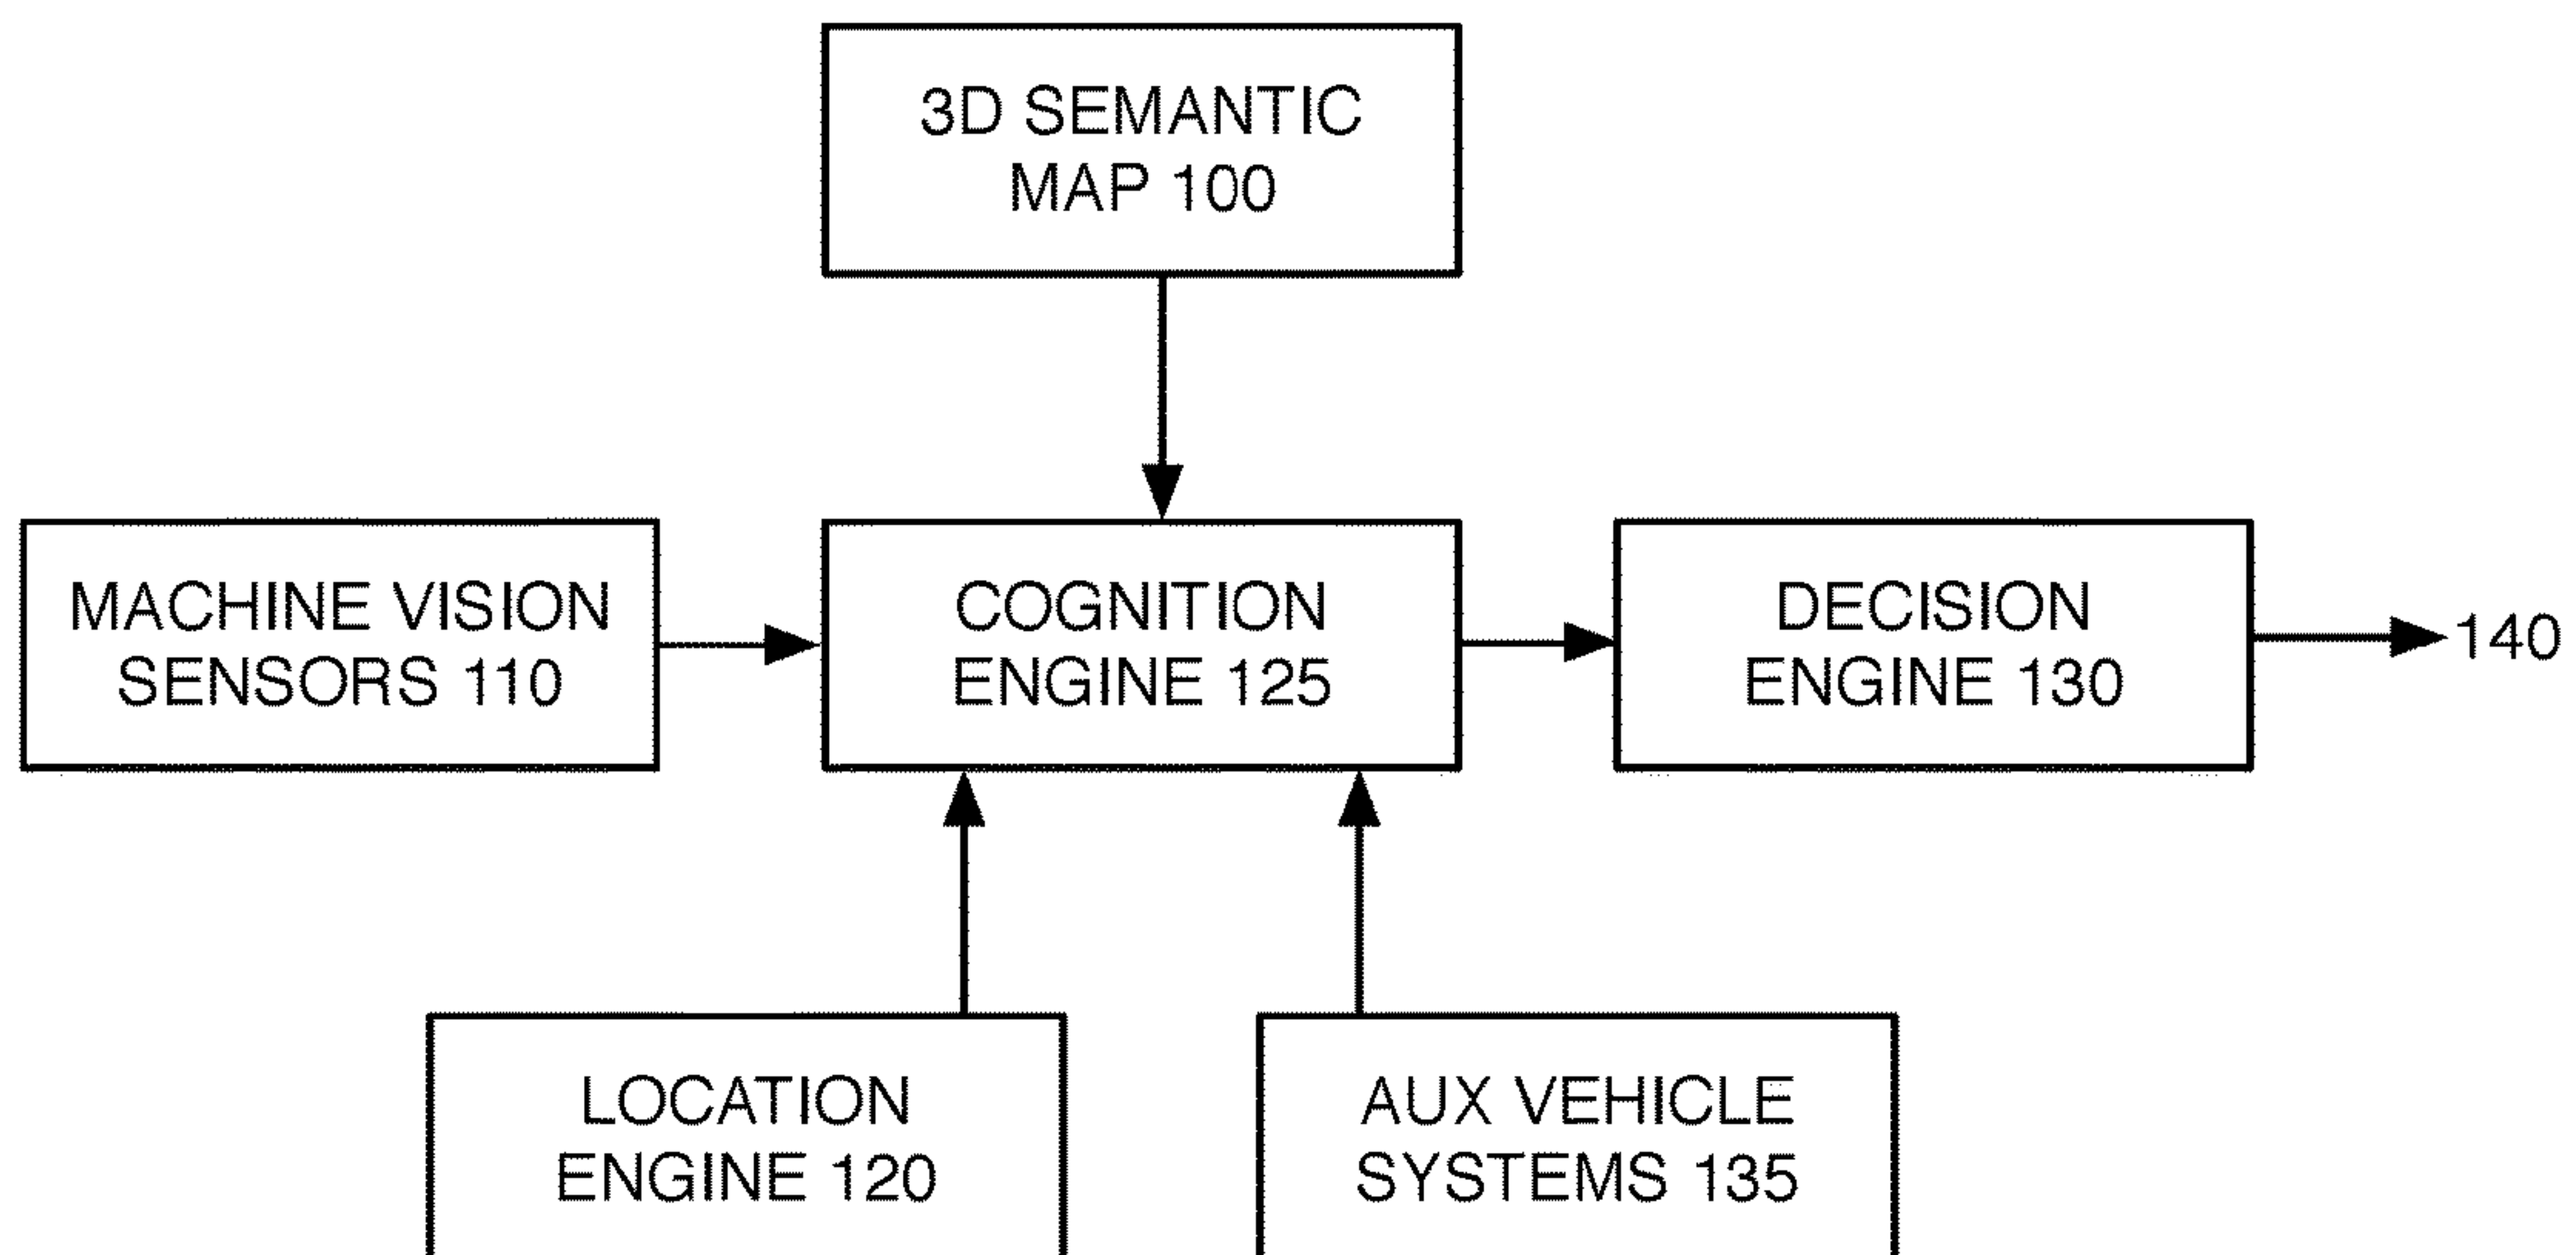 3D SEMANTIC
MAP 100
MACHINE VISION
SENSORS 110
COGNITION
ENGINE 125
DECISION
ENGINE 130
140
LOCATION
ENGINE 120
AUX VEHICLE
SYSTEMS 135